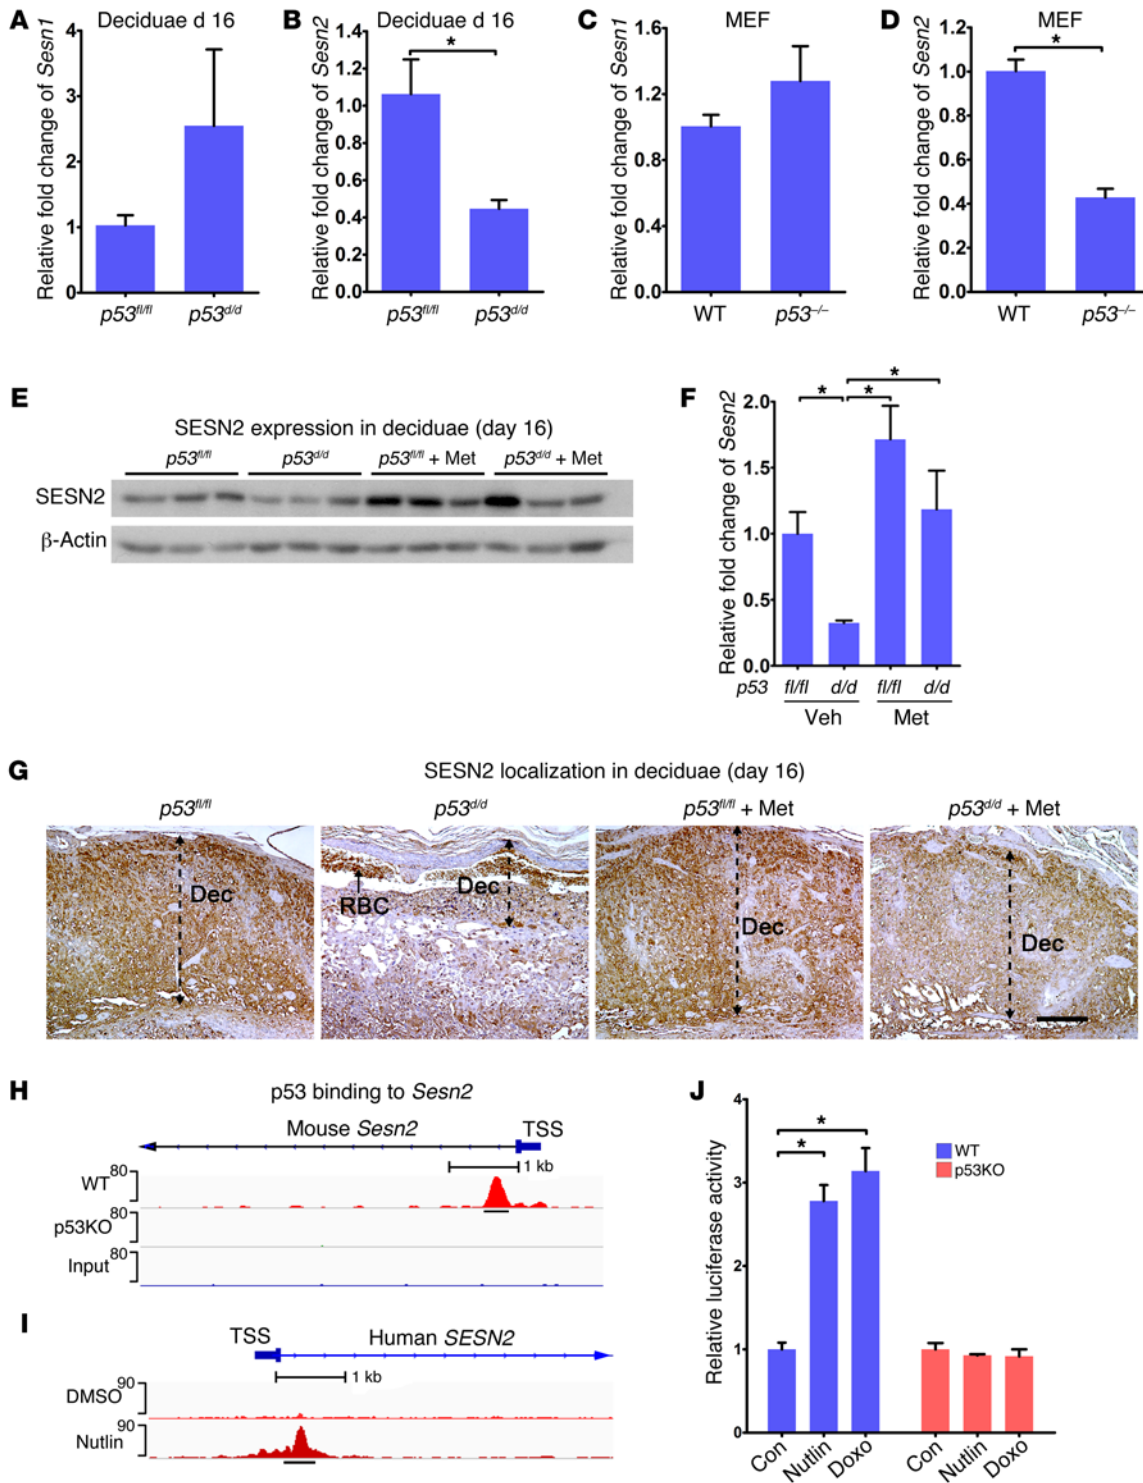 A Deciduae d 16
Relative fold change of Sesn1
4
3
2
1
0
p53fl/fl p53d/d
B Deciduae d 16
Relative fold change of Sesn2
1.4
1.2
1.0
0.8
0.6
0.4
0.2
0.0
*
p53fl/fl p53d/d
C MEF
Relative fold change of Sesn1
1.6
1.2
0.8
0.4
0.0
WT p53–/–
D MEF
Relative fold change of Sesn2
1.2
1.0
0.8
0.6
0.4
0.2
0.0
*
WT p53–/–
E
SESN2 expression in deciduae (day 16)
p53fl/fl p53d/d p53fl/fl + Met p53d/d + Met
SESN2
β-Actin
F
Relative fold change of Sesn2
2.0
1.5
1.0
0.5
0.0
* * *
p53 fl/fl d/d fl/fl d/d
Veh Met
G
SESN2 localization in deciduae (day 16)
p53fl/fl p53d/d p53fl/fl + Met p53d/d + Met
Dec
RBC
Dec
Dec
Dec
H
p53 binding to Sesn2
Mouse Sesn2 TSS
1 kb
WT 80
p53KO 80
Input 80
I
TSS Human SESN2
1 kb
DMSO 90
Nutlin 90
J
Relative luciferase activity
4
3
2
1
0
*
*
WT
p53KO
Con Nutlin Doxo Con Nutlin Doxo